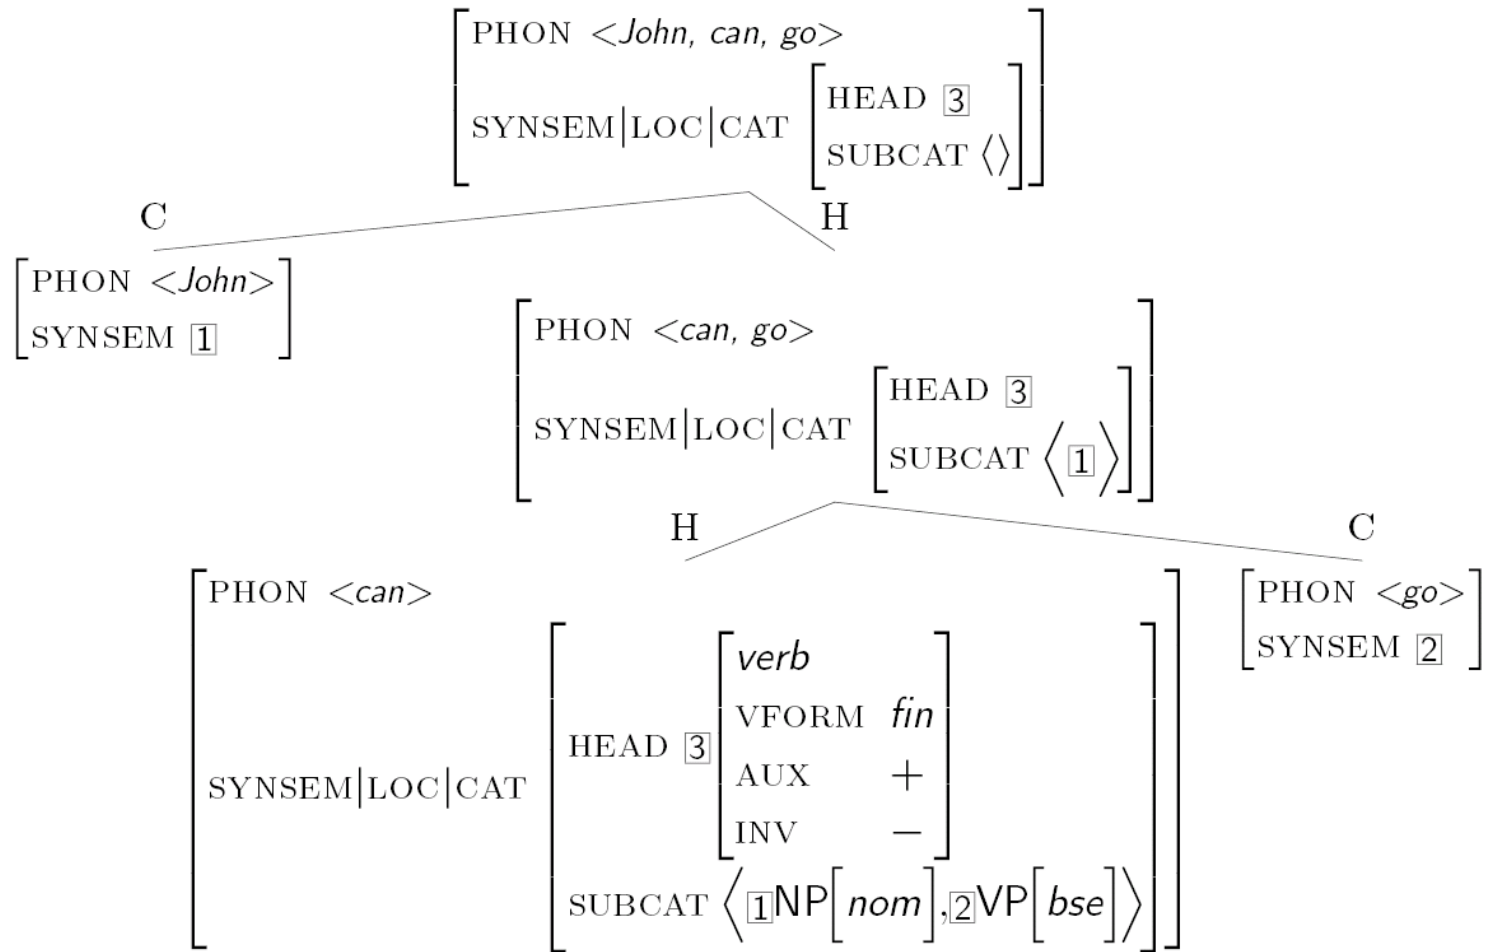 PHON <John, can, go>
HEAD 3
SYNSEM|LOC|CAT
SUBCAT ⟨⟩
C
H
PHON <John>
SYNSEM 1
PHON <can, go>
HEAD 3
SYNSEM|LOC|CAT
SUBCAT ⟨1⟩
H
C
PHON <can>
verb
VFORM fin
HEAD 3
AUX +
SYNSEM|LOC|CAT
INV −
SUBCAT ⟨1NP[nom],2VP[bse]⟩
PHON <go>
SYNSEM 2